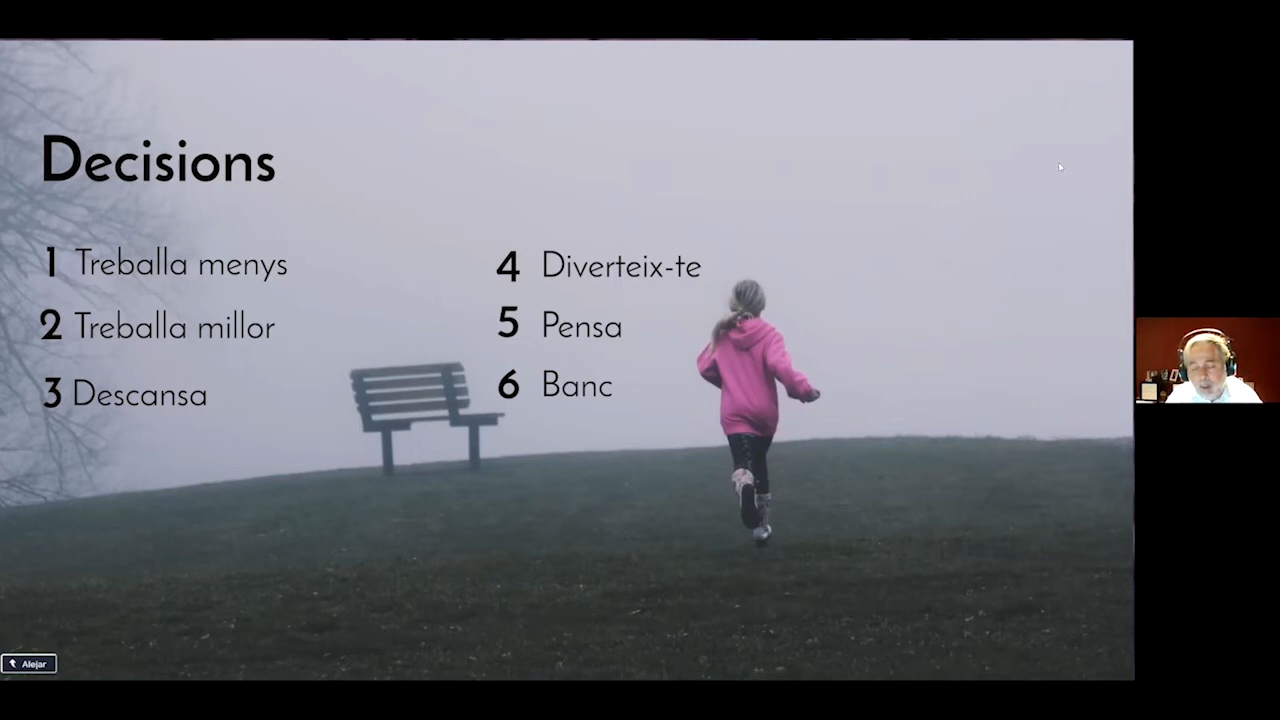 Decisions
1 Treballa menys
2 Treballa millor
3 Descansa
4 Diverteix-te
5 Pensa
6 Banc
Alejar